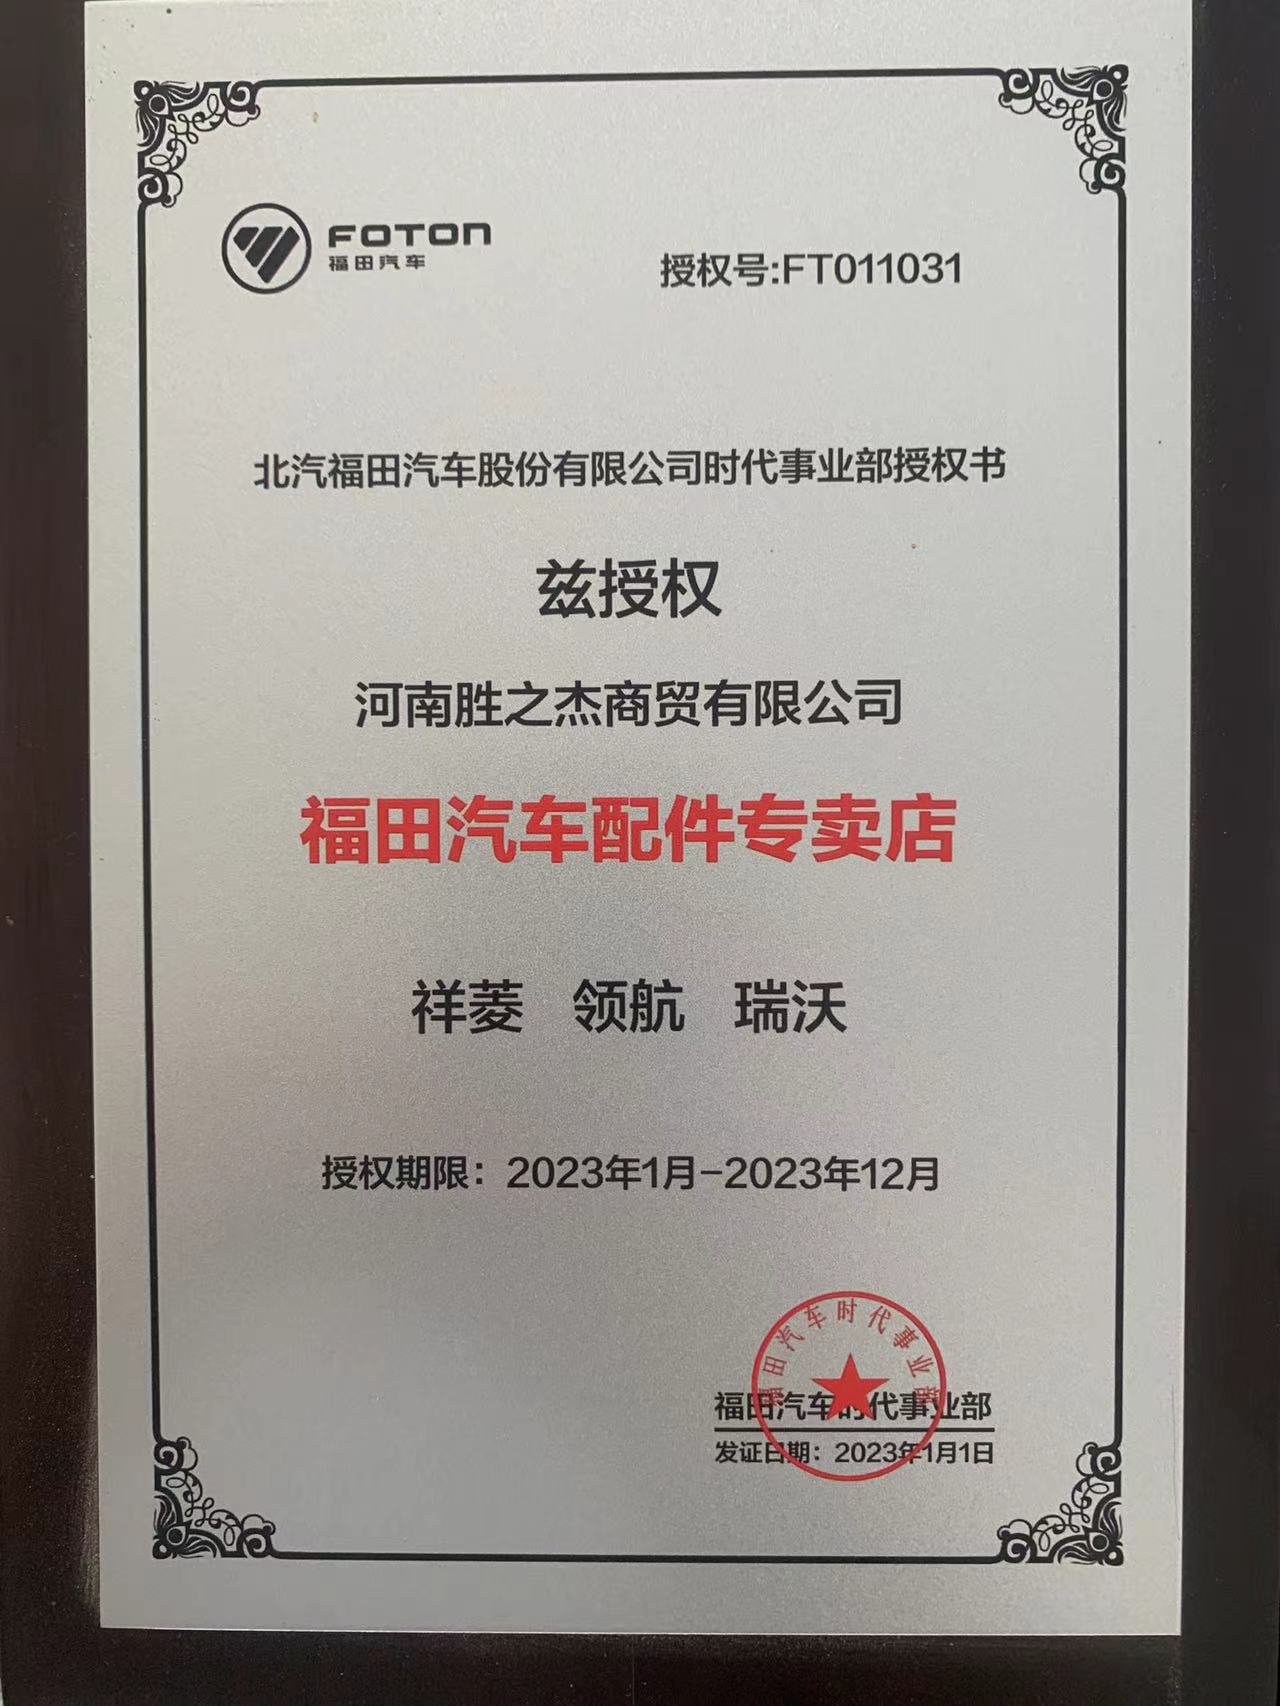 FOTON
福田汽车
授权号:FT011031
北汽福田汽车股份有限公司时代事业部授权书
兹授权
河南胜之杰商贸有限公司
福田汽车配件专卖店
祥菱 领航 瑞沃
授权期限：2023年1月-2023年12月
福田汽车时代事业部
福田汽车时代事业部
发证日期：2023年1月1日